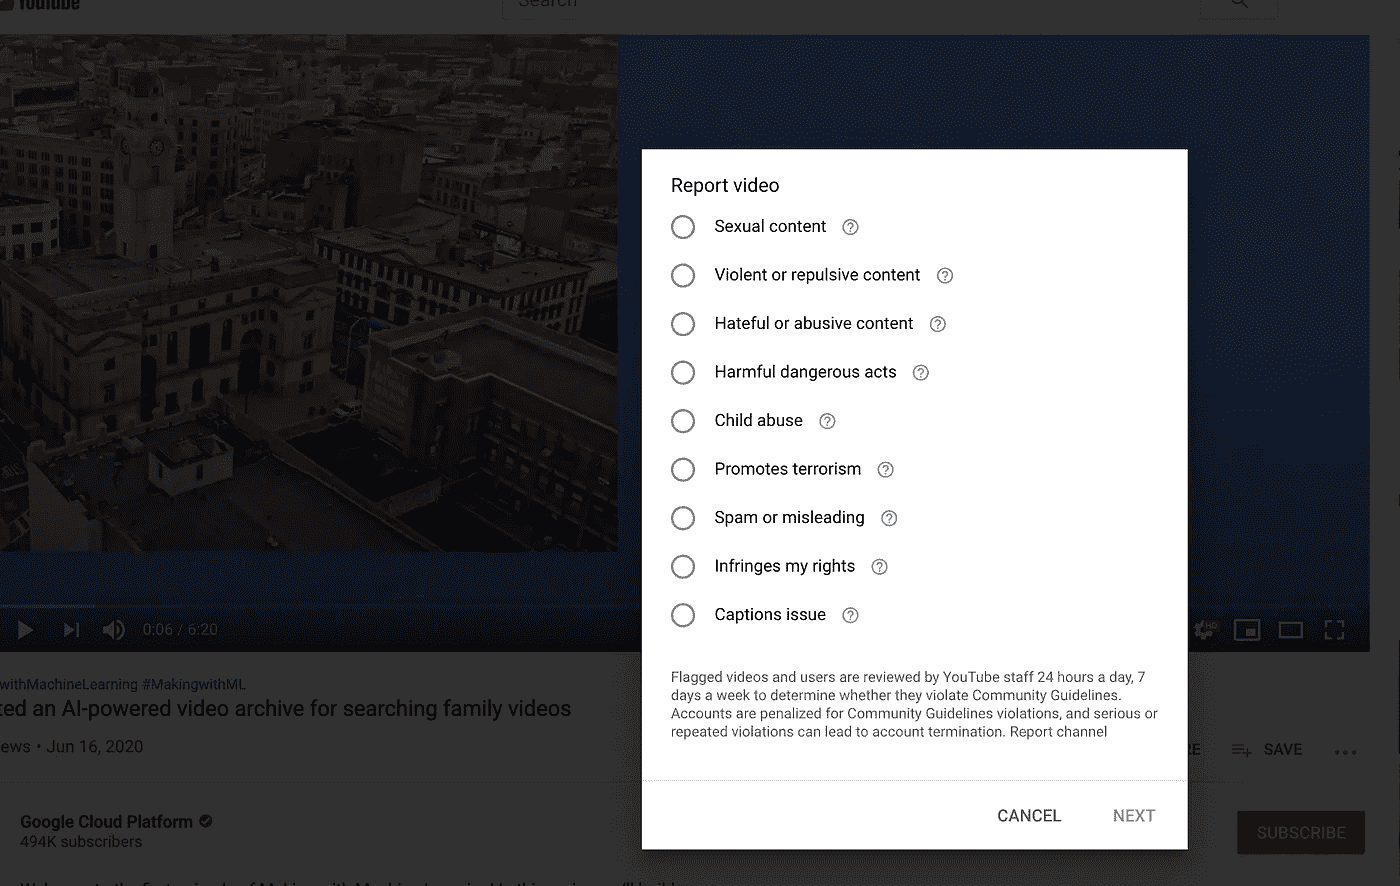 YouTube
Search
Report video
Sexual content
Violent or repulsive content
Hateful or abusive content
Harmful dangerous acts
Child abuse
Promotes terrorism
Spam or misleading
Infringes my rights
Captions issue
Flagged videos and users are reviewed by YouTube staff 24 hours a day, 7
days a week to determine whether they violate Community Guidelines.
Accounts are penalized for Community Guidelines violations, and serious or
repeated violations can lead to account termination. Report channel
CANCEL NEXT
0:06 / 6:20
HD
withMachineLearning #MakingwithML
ted an AI-powered video archive for searching family videos
ews • Jun 16, 2020
RE SAVE
Google Cloud Platform
494K subscribers
SUBSCRIBE